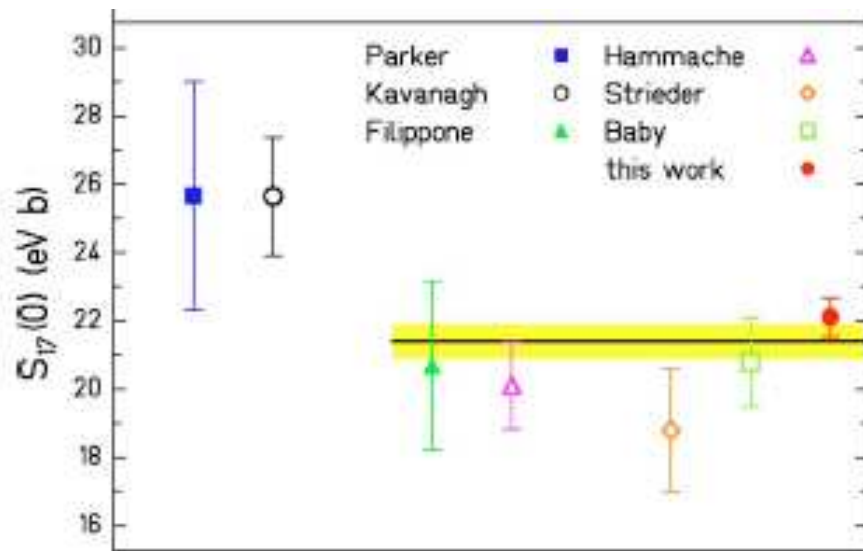 30
28
26
24
22
20
18
16
S₁₇(0) (eV b)
Parker
Kavanagh
Filippone
Hammache
Strieder
Baby
this work